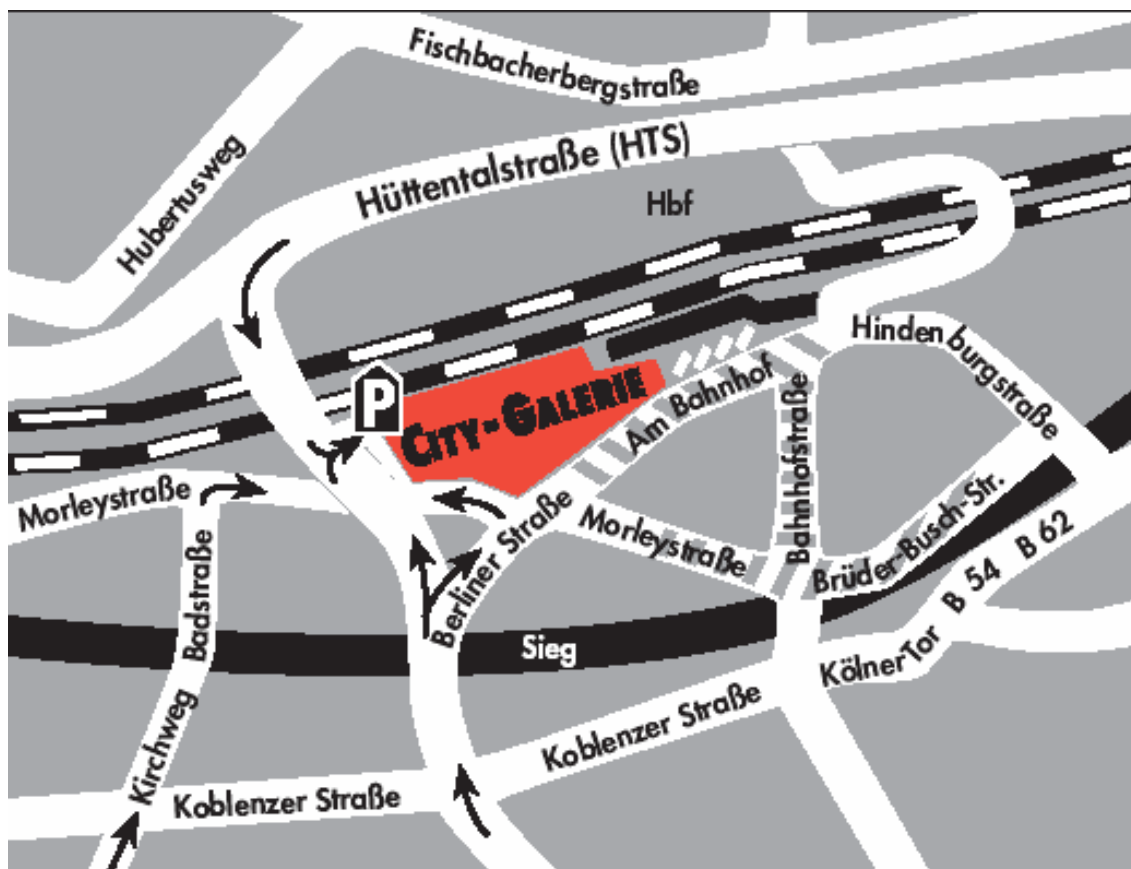 Fischbacherbergstraße
Hubertusweg
Hüttentalstraße (HTS)
Hbf
Hindenburgstraße
P
CITY-GALERIE
Am Bahnhof
Bahnhofstraße
Morleystraße
Badstraße
Berliner Straße
Morleystraße
Brüder-Busch-Str.
B 54 B 62
Sieg
Kölner Tor
Kirchweg
Koblenzer Straße
Koblenzer Straße